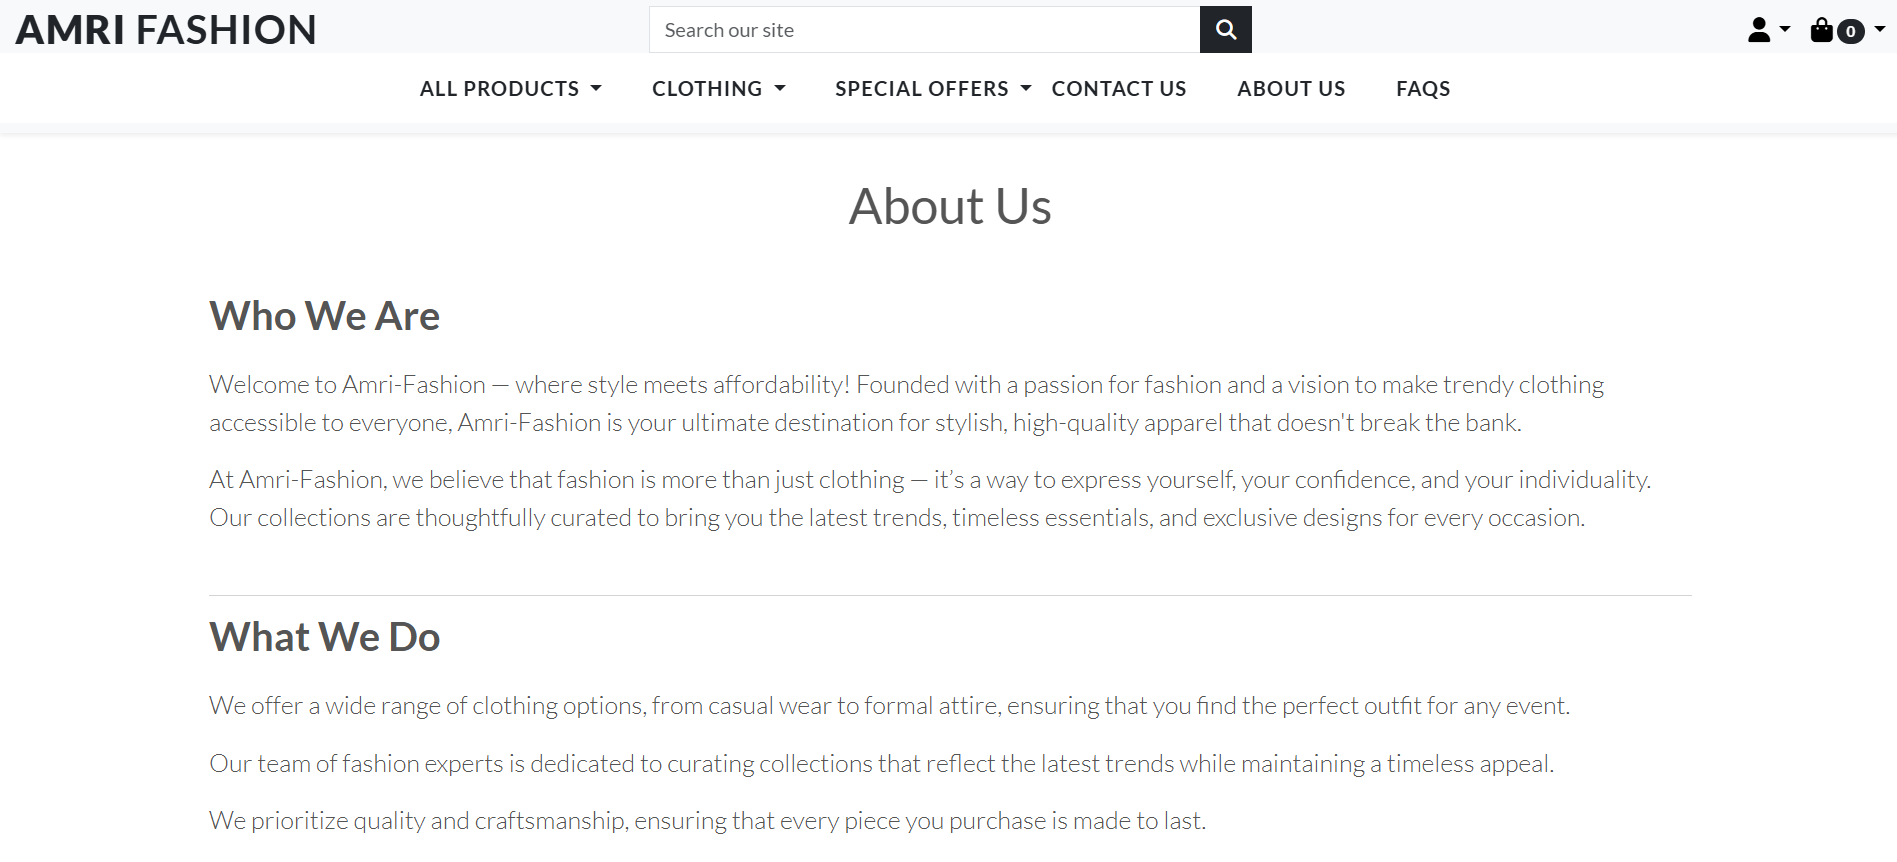 AMRI FASHION
Search our site
0
ALL PRODUCTS
CLOTHING
SPECIAL OFFERS
CONTACT US
ABOUT US
FAQS
About Us
Who We Are
Welcome to Amri-Fashion — where style meets affordability! Founded with a passion for fashion and a vision to make trendy clothing
accessible to everyone, Amri-Fashion is your ultimate destination for stylish, high-quality apparel that doesn't break the bank.
At Amri-Fashion, we believe that fashion is more than just clothing — it’s a way to express yourself, your confidence, and your individuality.
Our collections are thoughtfully curated to bring you the latest trends, timeless essentials, and exclusive designs for every occasion.
What We Do
We offer a wide range of clothing options, from casual wear to formal attire, ensuring that you find the perfect outfit for any event.
Our team of fashion experts is dedicated to curating collections that reflect the latest trends while maintaining a timeless appeal.
We prioritize quality and craftsmanship, ensuring that every piece you purchase is made to last.